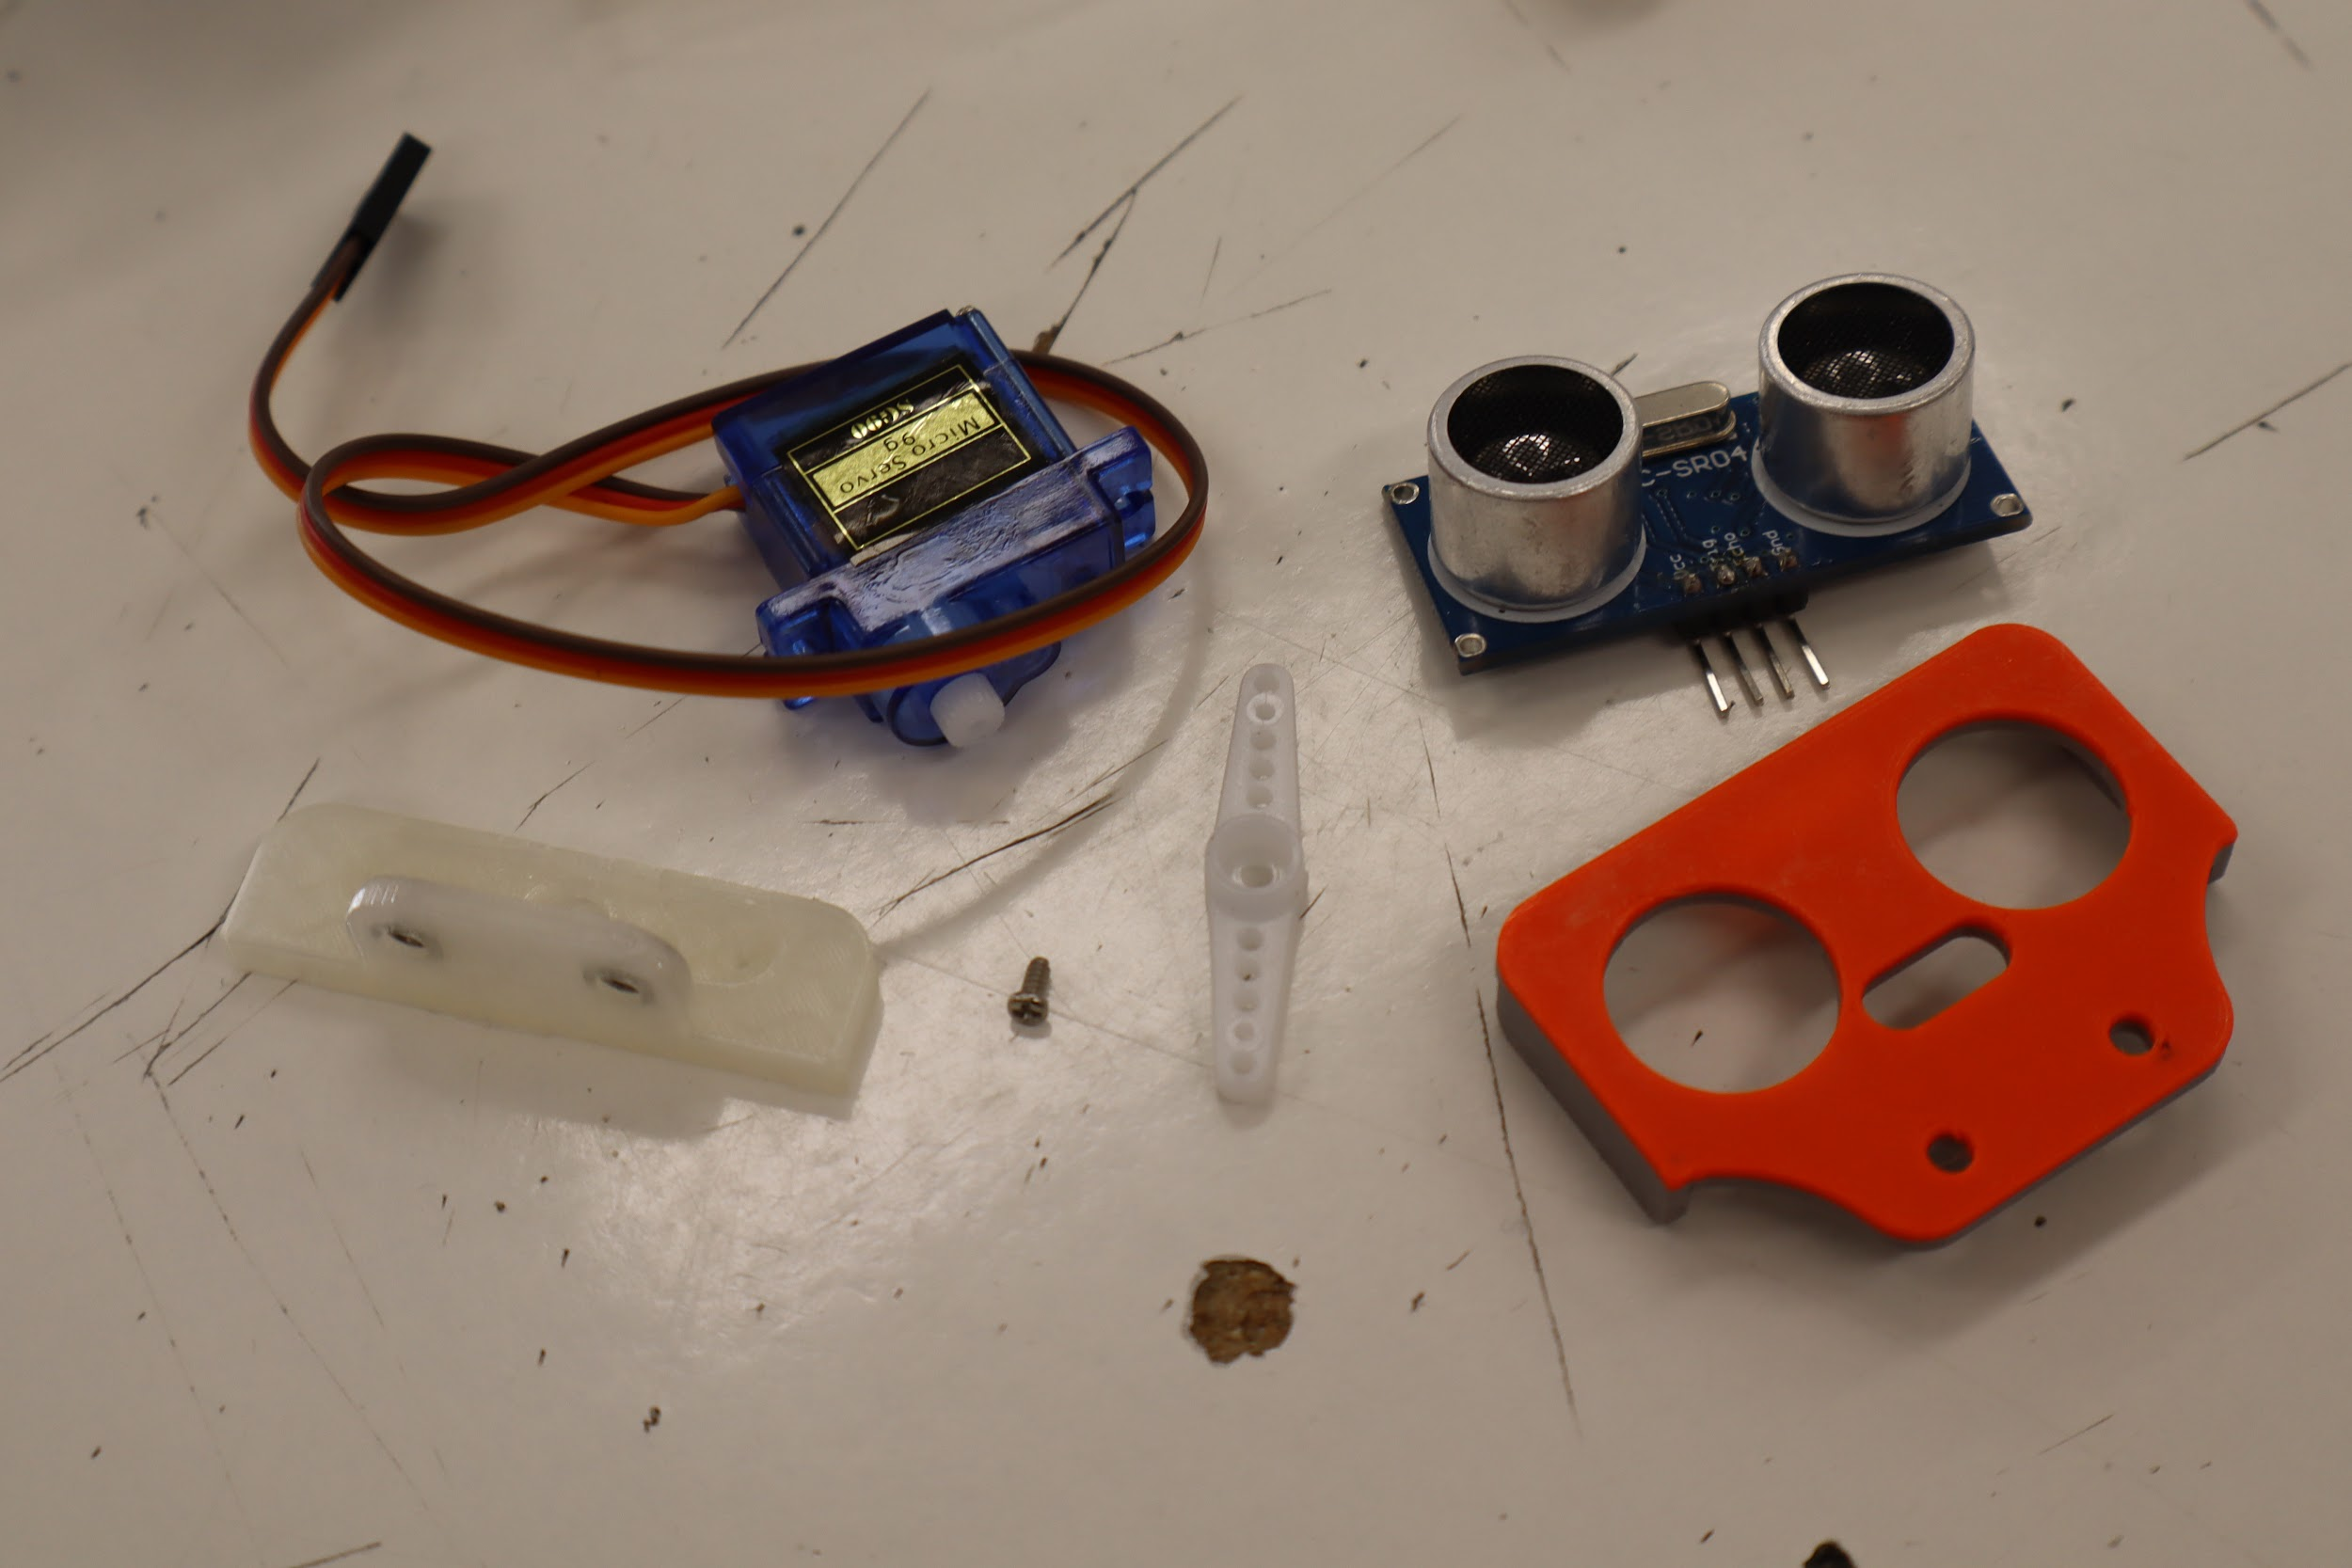 SG90
Micro Servo
9g
C-SR04
Vcc
Trig
Echo
Gnd